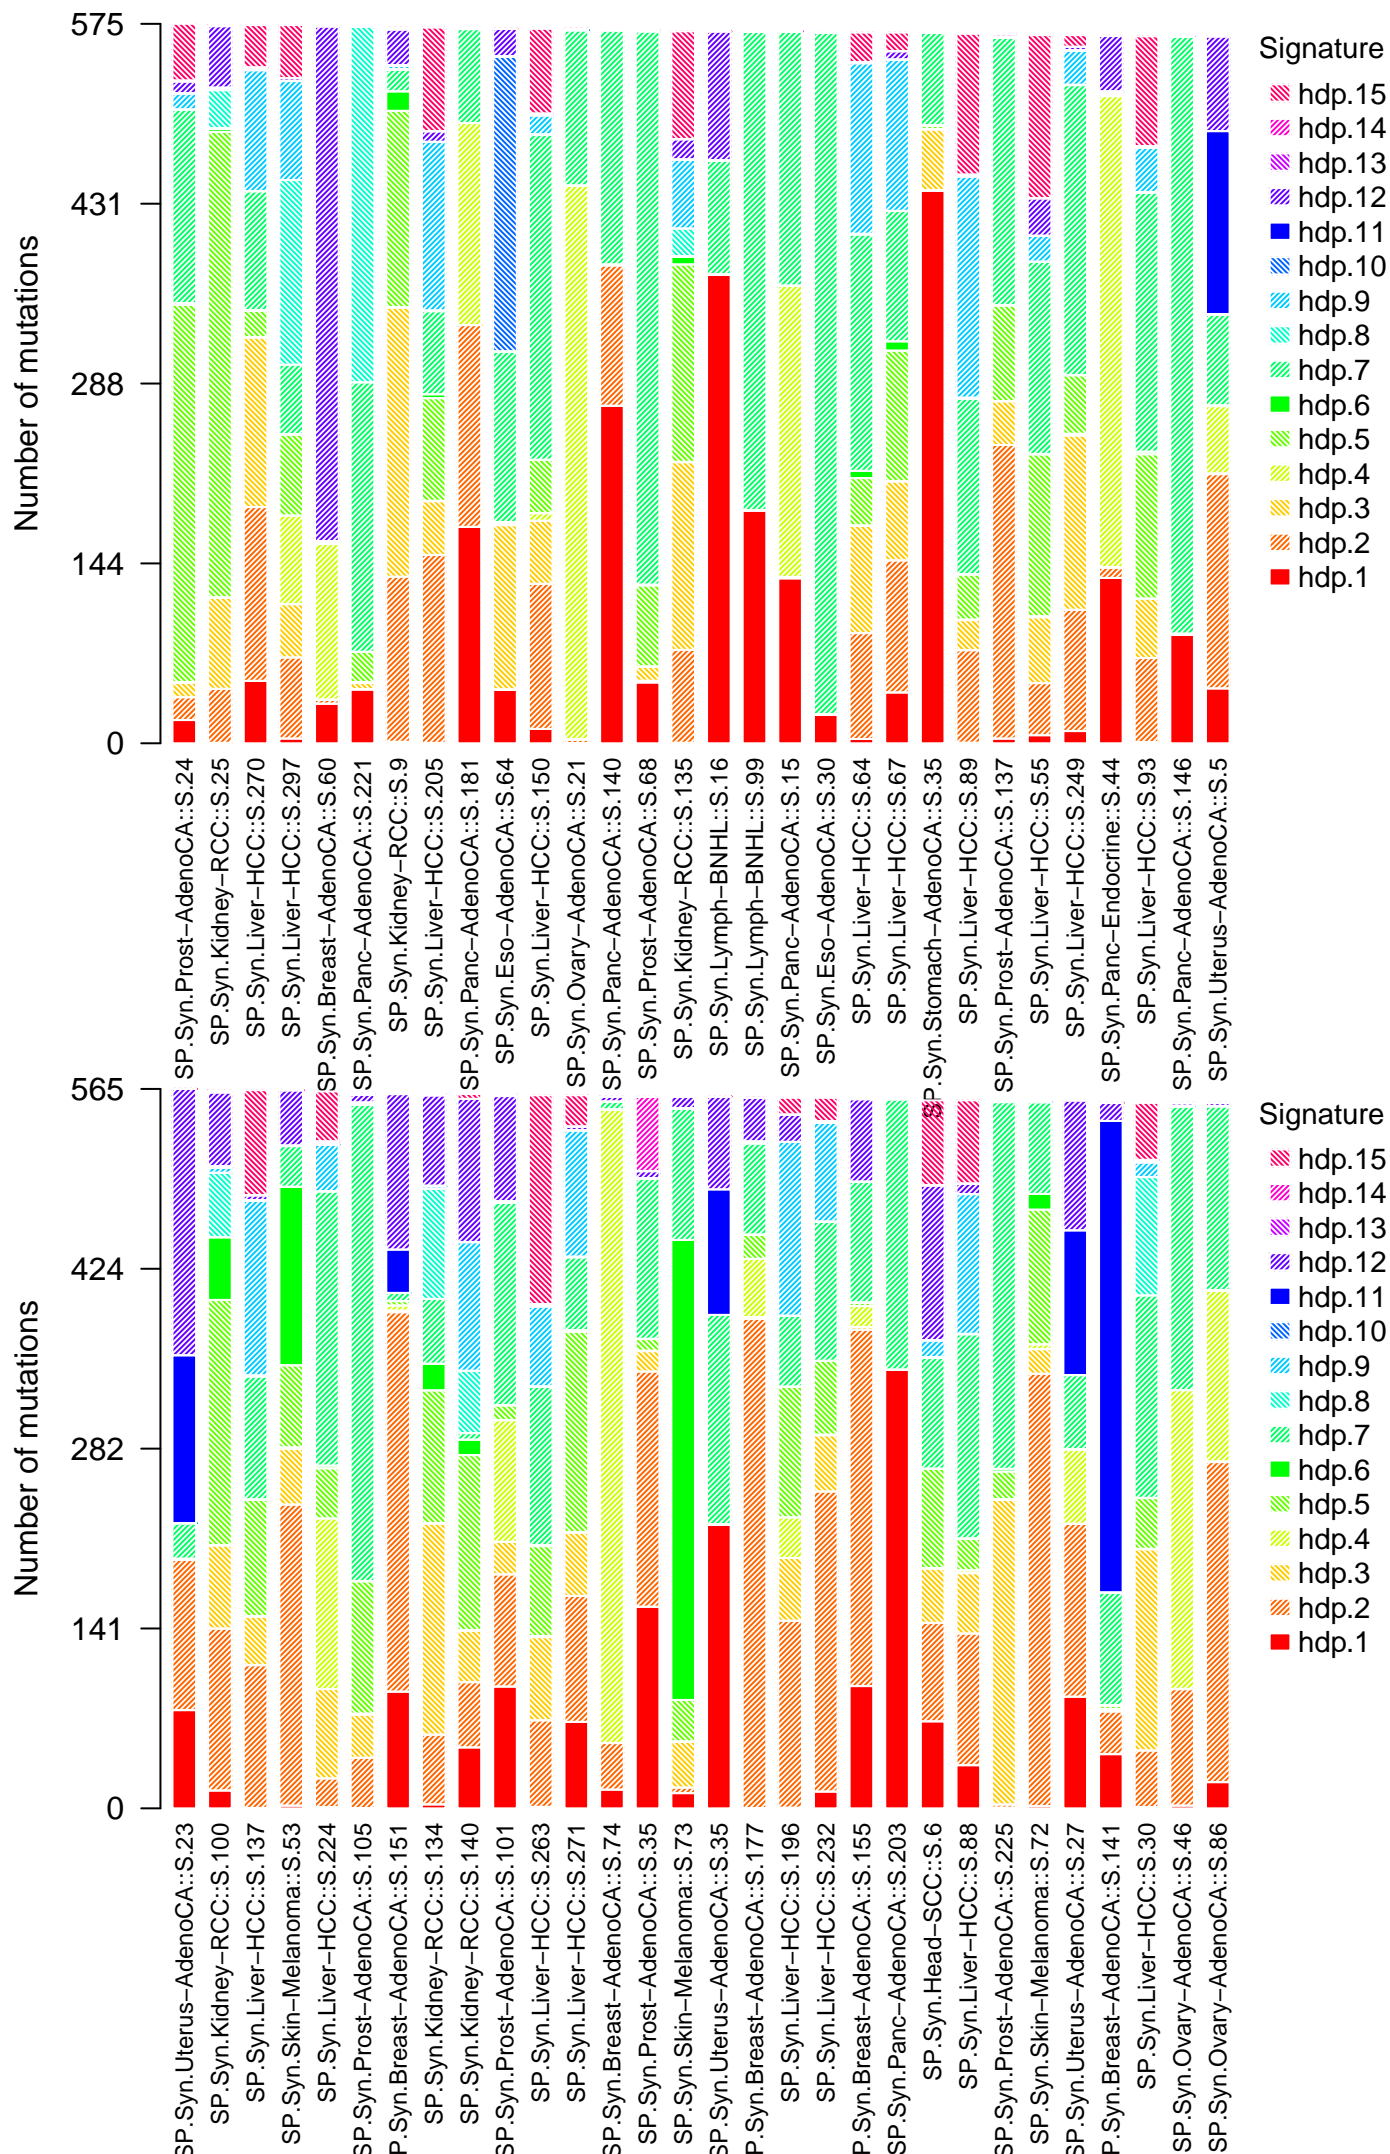 Number of mutations
575
431
288
144
0
Signature
hdp.15
hdp.14
hdp.13
hdp.12
hdp.11
hdp.10
hdp.9
hdp.8
hdp.7
hdp.6
hdp.5
hdp.4
hdp.3
hdp.2
hdp.1
SP.Syn.Prost−AdenoCA::S.24
SP.Syn.Kidney−RCC::S.25
SP.Syn.Liver−HCC::S.270
SP.Syn.Liver−HCC::S.297
SP.Syn.Breast−AdenoCA::S.60
SP.Syn.Panc−AdenoCA::S.221
SP.Syn.Kidney−RCC::S.9
SP.Syn.Liver−HCC::S.205
SP.Syn.Panc−AdenoCA::S.181
SP.Syn.Eso−AdenoCA::S.64
SP.Syn.Liver−HCC::S.150
SP.Syn.Ovary−AdenoCA::S.21
SP.Syn.Panc−AdenoCA::S.140
SP.Syn.Prost−AdenoCA::S.68
SP.Syn.Kidney−RCC::S.135
SP.Syn.Lymph−BNHL::S.16
SP.Syn.Lymph−BNHL::S.99
SP.Syn.Panc−AdenoCA::S.15
SP.Syn.Eso−AdenoCA::S.30
SP.Syn.Liver−HCC::S.64
SP.Syn.Liver−HCC::S.67
SP.Syn.Stomach−AdenoCA::S.35
SP.Syn.Liver−HCC::S.89
SP.Syn.Prost−AdenoCA::S.137
SP.Syn.Liver−HCC::S.55
SP.Syn.Liver−HCC::S.249
SP.Syn.Panc−Endocrine::S.44
SP.Syn.Liver−HCC::S.93
SP.Syn.Panc−AdenoCA::S.146
SP.Syn.Uterus−AdenoCA::S.5
Number of mutations
565
424
282
141
0
Signature
hdp.15
hdp.14
hdp.13
hdp.12
hdp.11
hdp.10
hdp.9
hdp.8
hdp.7
hdp.6
hdp.5
hdp.4
hdp.3
hdp.2
hdp.1
SP.Syn.Uterus−AdenoCA::S.23
SP.Syn.Kidney−RCC::S.100
SP.Syn.Liver−HCC::S.137
SP.Syn.Skin−Melanoma::S.53
SP.Syn.Liver−HCC::S.224
SP.Syn.Prost−AdenoCA::S.105
P.Syn.Breast−AdenoCA::S.151
SP.Syn.Kidney−RCC::S.134
SP.Syn.Kidney−RCC::S.140
SP.Syn.Prost−AdenoCA::S.101
SP.Syn.Liver−HCC::S.263
SP.Syn.Liver−HCC::S.271
SP.Syn.Breast−AdenoCA::S.74
SP.Syn.Prost−AdenoCA::S.35
SP.Syn.Skin−Melanoma::S.73
SP.Syn.Uterus−AdenoCA::S.35
P.Syn.Breast−AdenoCA::S.177
SP.Syn.Liver−HCC::S.196
SP.Syn.Liver−HCC::S.232
P.Syn.Breast−AdenoCA::S.155
SP.Syn.Panc−AdenoCA::S.203
SP.Syn.Head−SCC::S.6
SP.Syn.Liver−HCC::S.88
SP.Syn.Prost−AdenoCA::S.225
SP.Syn.Skin−Melanoma::S.72
SP.Syn.Uterus−AdenoCA::S.27
P.Syn.Breast−AdenoCA::S.141
SP.Syn.Liver−HCC::S.30
SP.Syn.Ovary−AdenoCA::S.46
SP.Syn.Ovary−AdenoCA::S.86